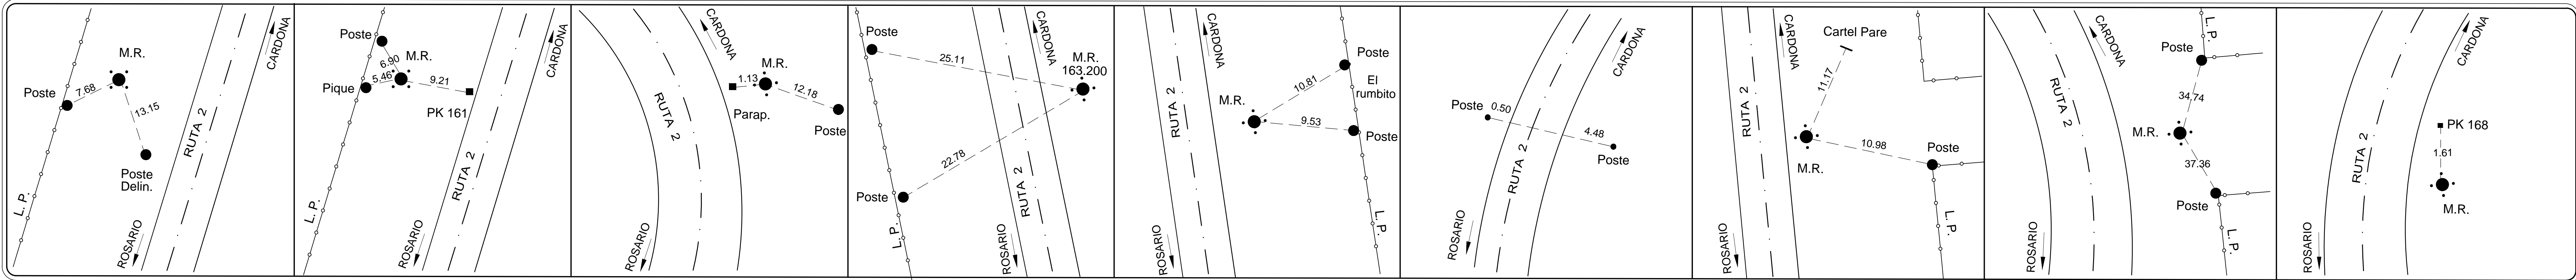 M.R.
CARDONA
Poste
7.68
13.15
Poste
Delin.
RUTA 2
L. P.
ROSARIO
Poste
6.90
M.R.
CARDONA
5.46
9.21
Pique
PK 161
RUTA 2
L. P.
ROSARIO
CARDONA
M.R.
1.13
12.18
RUTA 2
Parap.
Poste
ROSARIO
Poste
CARDONA
25.11
M.R.
163.200
22.78
Poste
RUTA 2
L. P.
ROSARIO
CARDONA
Poste
10.81
El
rumbito
M.R.
RUTA 2
9.53
Poste
L. P.
ROSARIO
CARDONA
Poste
0.50
4.48
Poste
RUTA 2
ROSARIO
CARDONA
Cartel Pare
11.17
RUTA 2
10.98
Poste
M.R.
L. P.
ROSARIO
CARDONA
L. P.
Poste
RUTA 2
34.74
M.R.
37.36
Poste
L. P.
ROSARIO
CARDONA
PK 168
1.61
RUTA 2
M.R.
ROSARIO